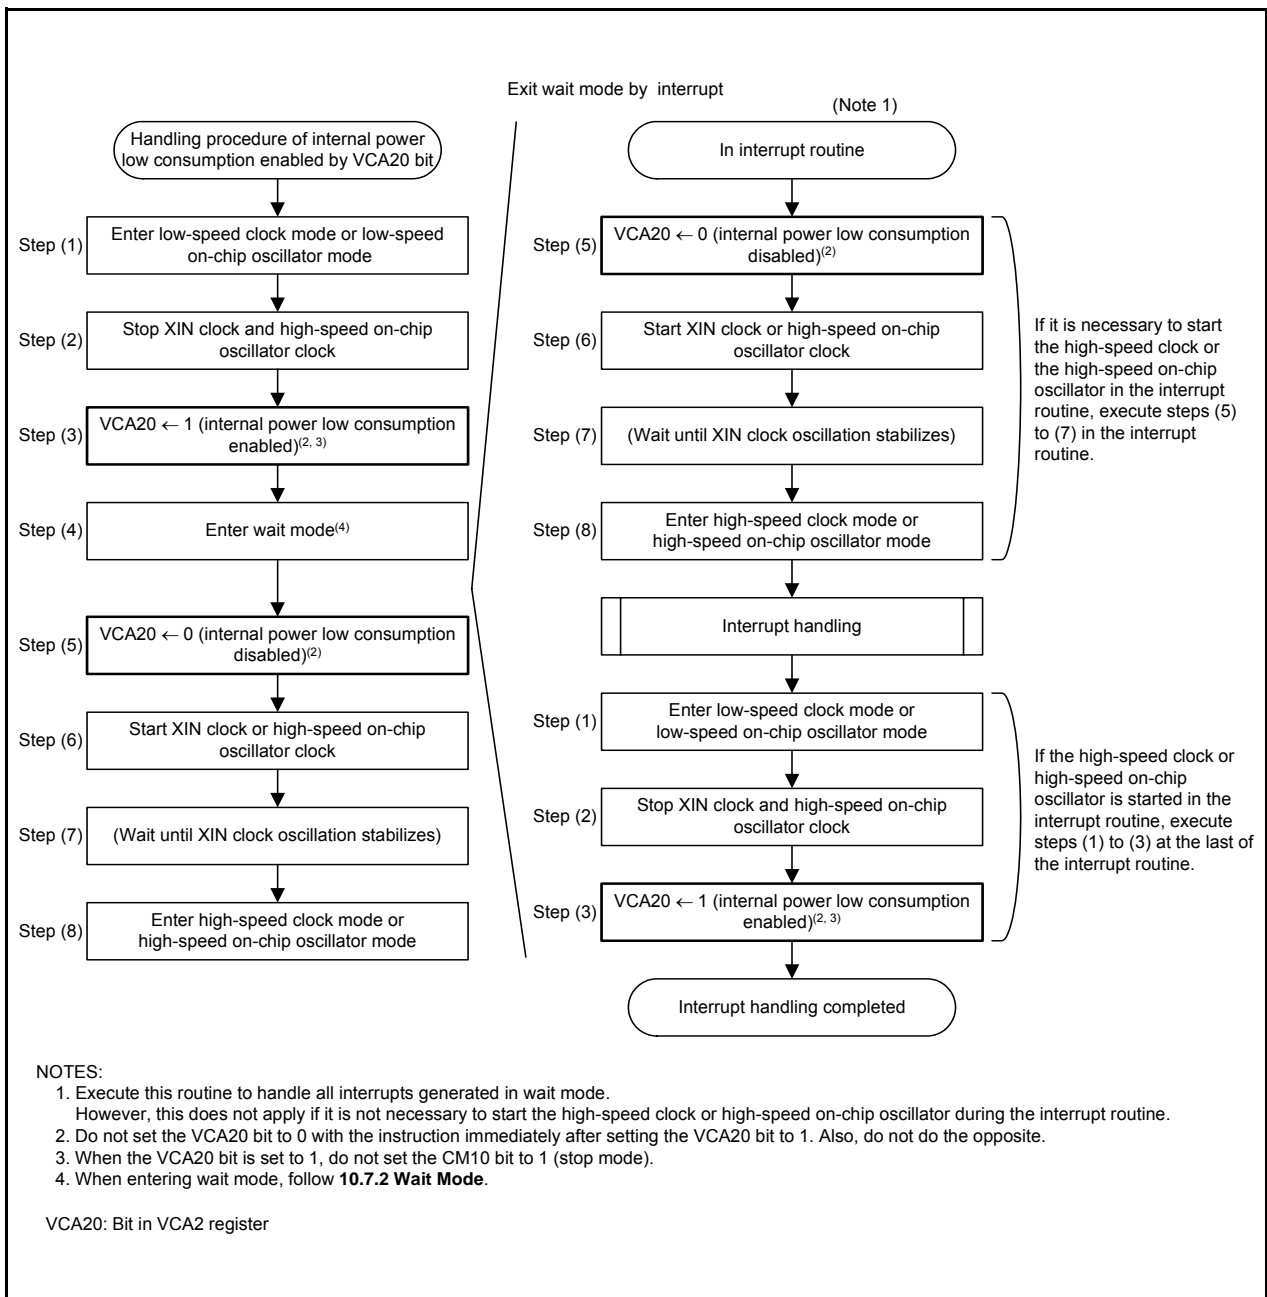 Exit wait mode by interrupt
(Note 1)
Handling procedure of internal power
low consumption enabled by VCA20 bit
Step (1)
Enter low-speed clock mode or low-speed
on-chip oscillator mode
Step (2)
Stop XIN clock and high-speed on-chip
oscillator clock
Step (3)
VCA20 ← 1 (internal power low consumption
enabled)(2, 3)
Step (4)
Enter wait mode(4)
Step (5)
VCA20 ← 0 (internal power low consumption
disabled)(2)
Step (6)
Start XIN clock or high-speed on-chip
oscillator clock
Step (7)
(Wait until XIN clock oscillation stabilizes)
Step (8)
Enter high-speed clock mode or
high-speed on-chip oscillator mode
In interrupt routine
Step (5)
VCA20 ← 0 (internal power low consumption
disabled)(2)
Step (6)
Start XIN clock or high-speed on-chip
oscillator clock
Step (7)
(Wait until XIN clock oscillation stabilizes)
Step (8)
Enter high-speed clock mode or
high-speed on-chip oscillator mode
If it is necessary to start
the high-speed clock or
the high-speed on-chip
oscillator in the interrupt
routine, execute steps (5)
to (7) in the interrupt
routine.
Interrupt handling
Step (1)
Enter low-speed clock mode or
low-speed on-chip oscillator mode
Step (2)
Stop XIN clock and high-speed on-chip
oscillator clock
Step (3)
VCA20 ← 1 (internal power low consumption
enabled)(2, 3)
If the high-speed clock or
high-speed on-chip
oscillator is started in the
interrupt routine, execute
steps (1) to (3) at the last of
the interrupt routine.
Interrupt handling completed
NOTES:
1. Execute this routine to handle all interrupts generated in wait mode.
However, this does not apply if it is not necessary to start the high-speed clock or high-speed on-chip oscillator during the interrupt routine.
2. Do not set the VCA20 bit to 0 with the instruction immediately after setting the VCA20 bit to 1. Also, do not do the opposite.
3. When the VCA20 bit is set to 1, do not set the CM10 bit to 1 (stop mode).
4. When entering wait mode, follow 10.7.2 Wait Mode.
VCA20: Bit in VCA2 register